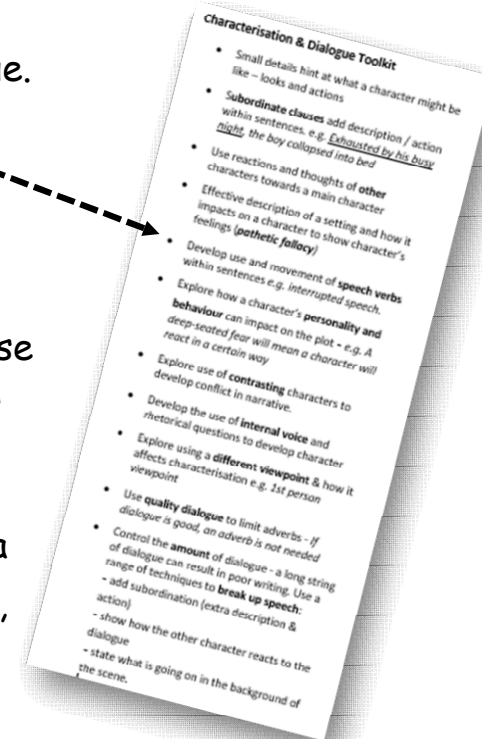 ue.
se
a
,
Characterisation & Dialogue Toolkit
• Small details hint at what a character might be
like – looks and actions
• Subordinate clauses add description / action
within sentences. e.g. Exhausted by his busy
night, the boy collapsed into bed
• Use reactions and thoughts of other
characters towards a main character
• Effective description of a setting and how it
impacts on a character to show character's
feelings (pathetic fallacy)
• Develop use and movement of speech verbs
within sentences e.g. interrupted speech.
• Explore how a character's personality and
behaviour can impact on the plot - e.g. A
deep-seated fear will mean a character will
react in a certain way
• Explore use of contrasting characters to
develop conflict in narrative.
• Develop the use of internal voice and
rhetorical questions to develop character
• Explore using a different viewpoint & how it
affects characterisation e.g. 1st person
viewpoint
• Use quality dialogue to limit adverbs - If
dialogue is good, an adverb is not needed
• Control the amount of dialogue - a long string
of dialogue can result in poor writing. Use a
range of techniques to break up speech:
- add subordination (extra description &
action)
- show how the other character reacts to the
dialogue
- state what is going on in the background of
the scene.